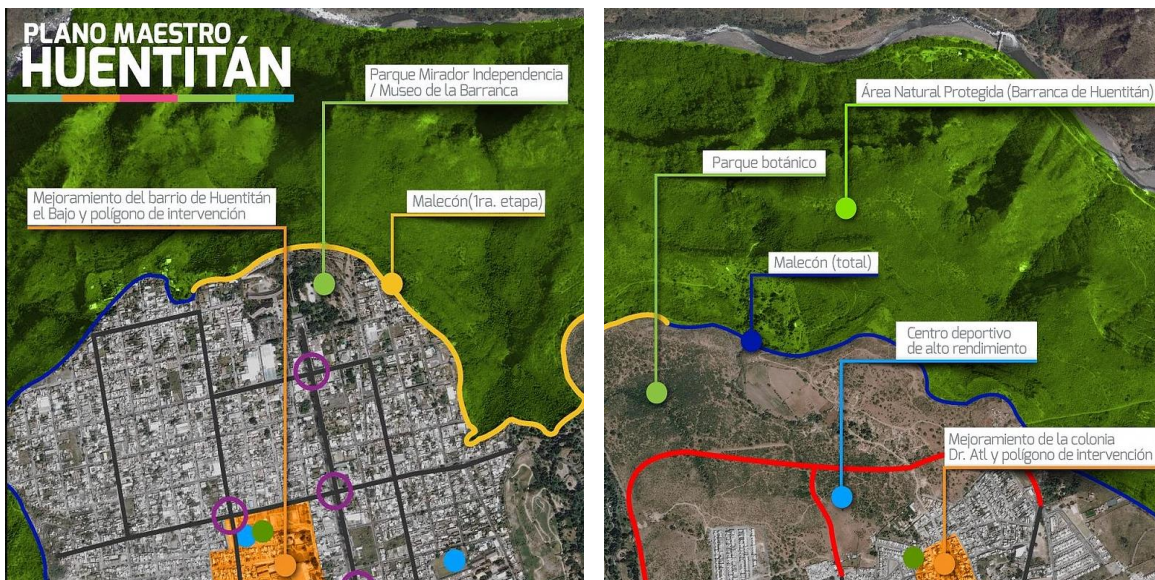 PLANO MAESTRO
HUENTITÁN
Parque Mirador Independencia
/ Museo de la Barranca
Mejoramiento del barrio de Huentitán
el Bajo y polígono de intervención
Malecón(1ra. etapa)
Área Natural Protegida (Barranca de Huentitán)
Parque botánico
Malecón (total)
Centro deportivo
de alto rendimiento
Mejoramiento de la colonia
Dr. Atl y polígono de intervención